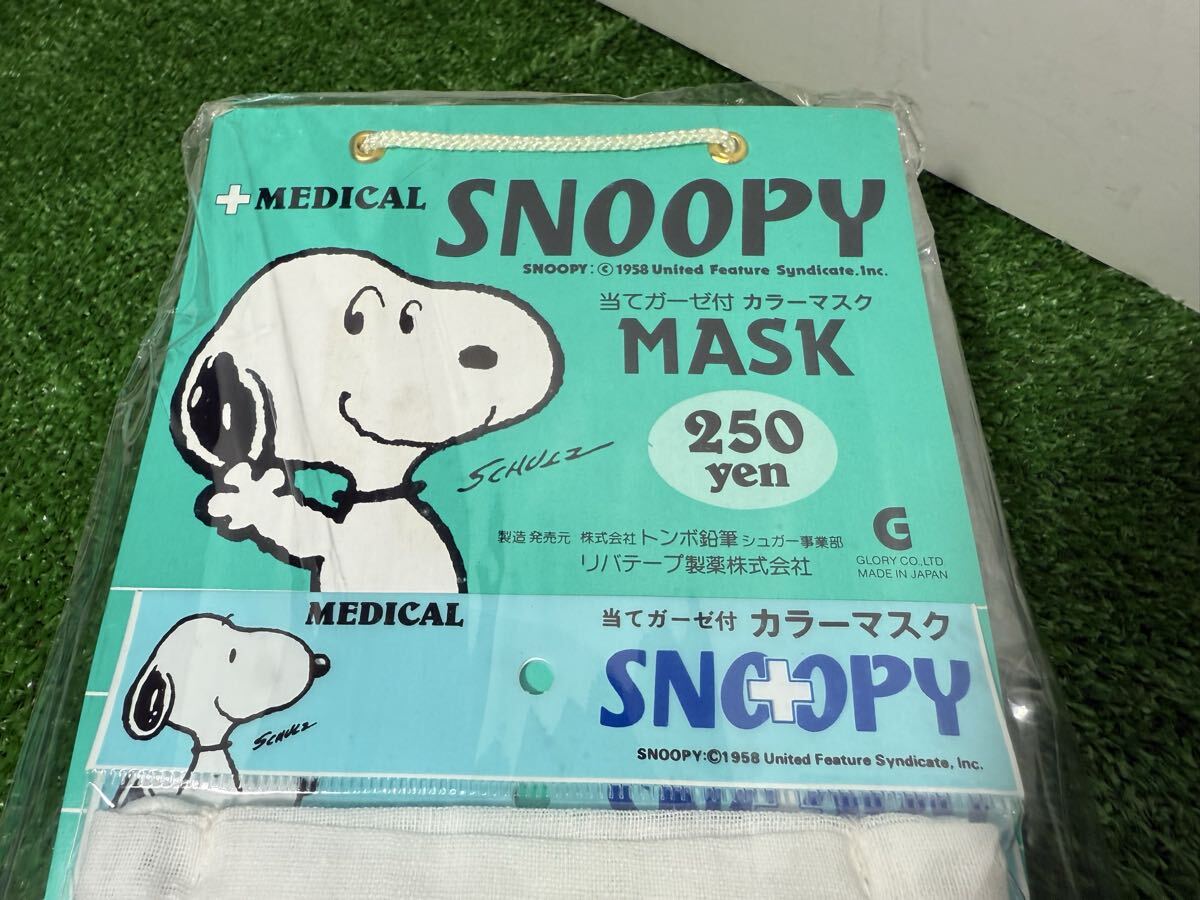 MEDICAL SNOOPY
SNOOPY:©1958 United Feature Syndicate, Inc.
当てガーゼ付 カラーマスク
MASK
250
yen
SCHULZ
製造発売元 株式会社トンボ鉛筆シュガー事業部
リバテープ製薬株式会社
G
GLORY CO.,LTD
MADE IN JAPAN
MEDICAL
当てガーゼ付 カラーマスク
SNOOPY
SCHULZ
SNOOPY:©1958 United Feature Syndicate, Inc.